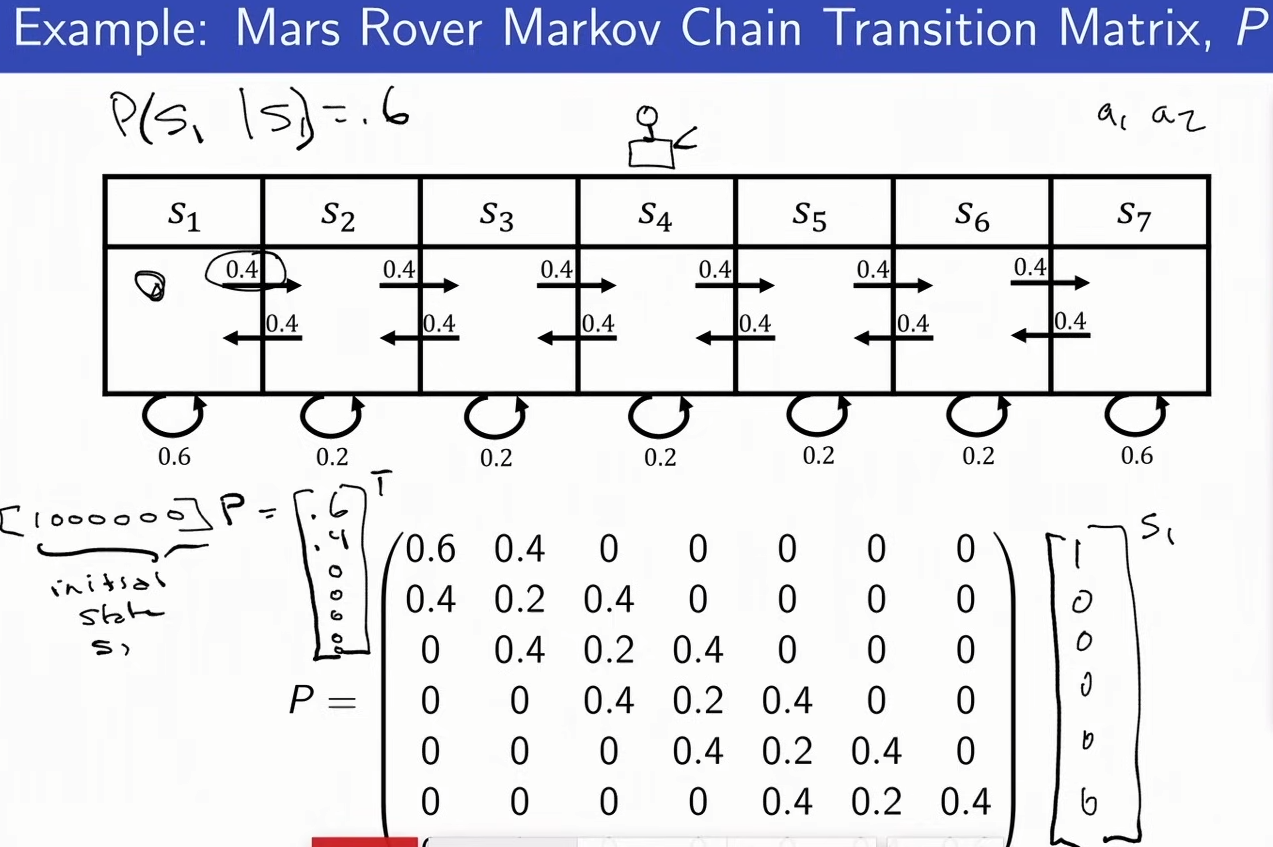 Example: Mars Rover Markov Chain Transition Matrix, P
P(s₁ |s₁)=.6
a₁ a2
s₁ s₂ s₃ s₄ s₅ s₆ s₇
0.4 0.4 0.4 0.4 0.4 0.4
0.4 0.4 0.4 0.4 0.4 0.4
0.6 0.2 0.2 0.2 0.2 0.2 0.6
[1000000] P = [.6 .4 0 0 0 0 0]ᵀ
initial
state
s₁
P =
0.6 0.4 0 0 0 0 0
0.4 0.2 0.4 0 0 0 0
0 0.4 0.2 0.4 0 0 0
0 0 0.4 0.2 0.4 0 0
0 0 0 0.4 0.2 0.4 0
0 0 0 0 0.4 0.2 0.4
s₁
1
0
0
0
0
0